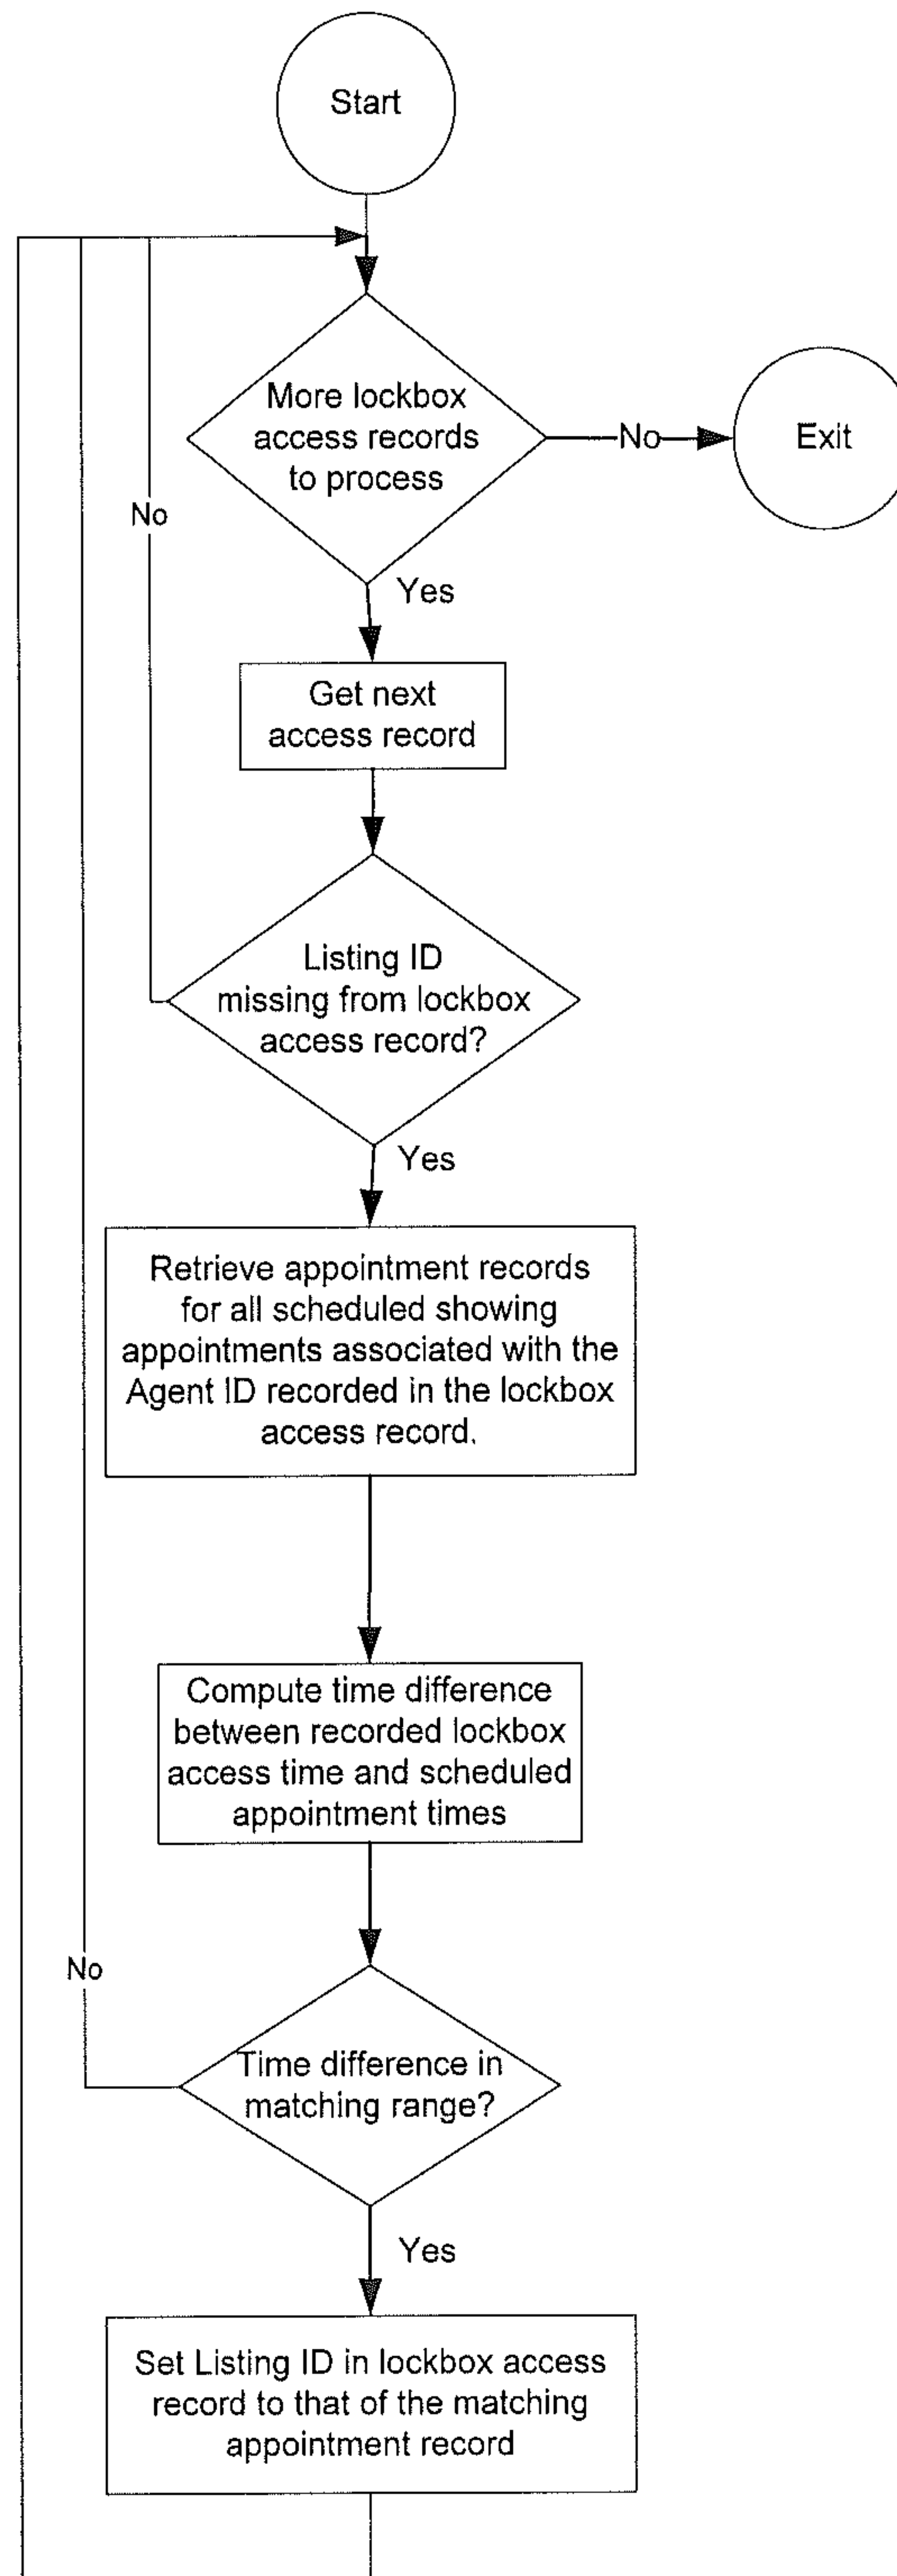 Start
More lockbox
access records
to process
No
Exit
No
Yes
Get next
access record
Listing ID
missing from lockbox
access record?
Yes
Retrieve appointment records
for all scheduled showing
appointments associated with the
Agent ID recorded in the lockbox
access record.
Compute time difference
between recorded lockbox
access time and scheduled
appointment times
No
Time difference in
matching range?
Yes
Set Listing ID in lockbox access
record to that of the matching
appointment record